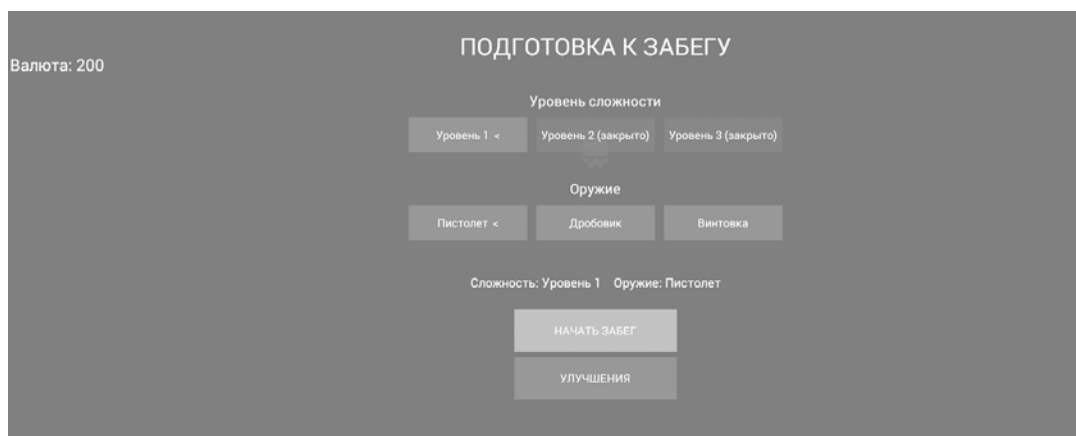 ПОДГОТОВКА К ЗАБЕГУ
Валюта: 200
Уровень сложности
Уровень 1 < Уровень 2 (закрыто) Уровень 3 (закрыто)
Оружие
Пистолет < Дробовик Винтовка
Сложность: Уровень 1 Оружие: Пистолет
НАЧАТЬ ЗАБЕГ
УЛУЧШЕНИЯ